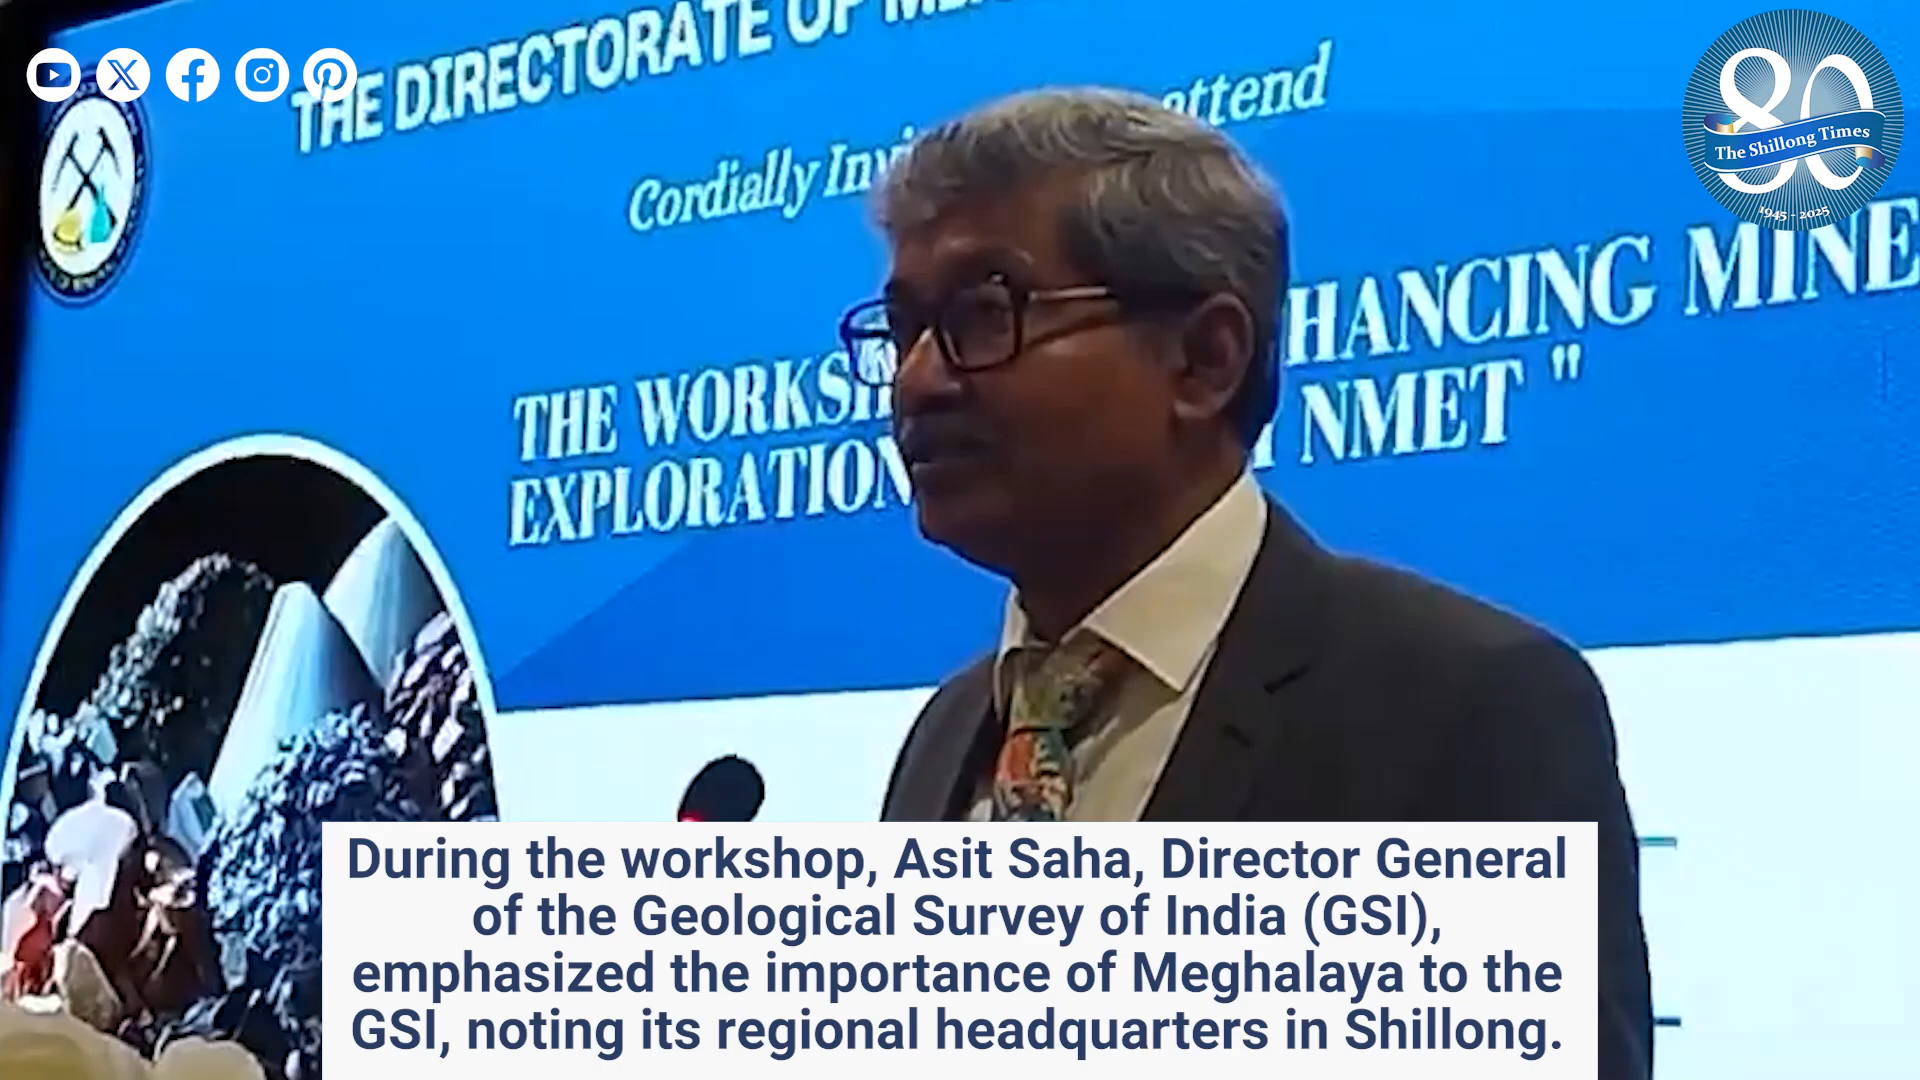 THE DIRECTORATE OF
Cordially attend
THE WORKSHOP HANCING MINE
EXPLORATION NMET "
The Shillong Times
1945 - 2025
During the workshop, Asit Saha, Director General
of the Geological Survey of India (GSI),
emphasized the importance of Meghalaya to the
GSI, noting its regional headquarters in Shillong.